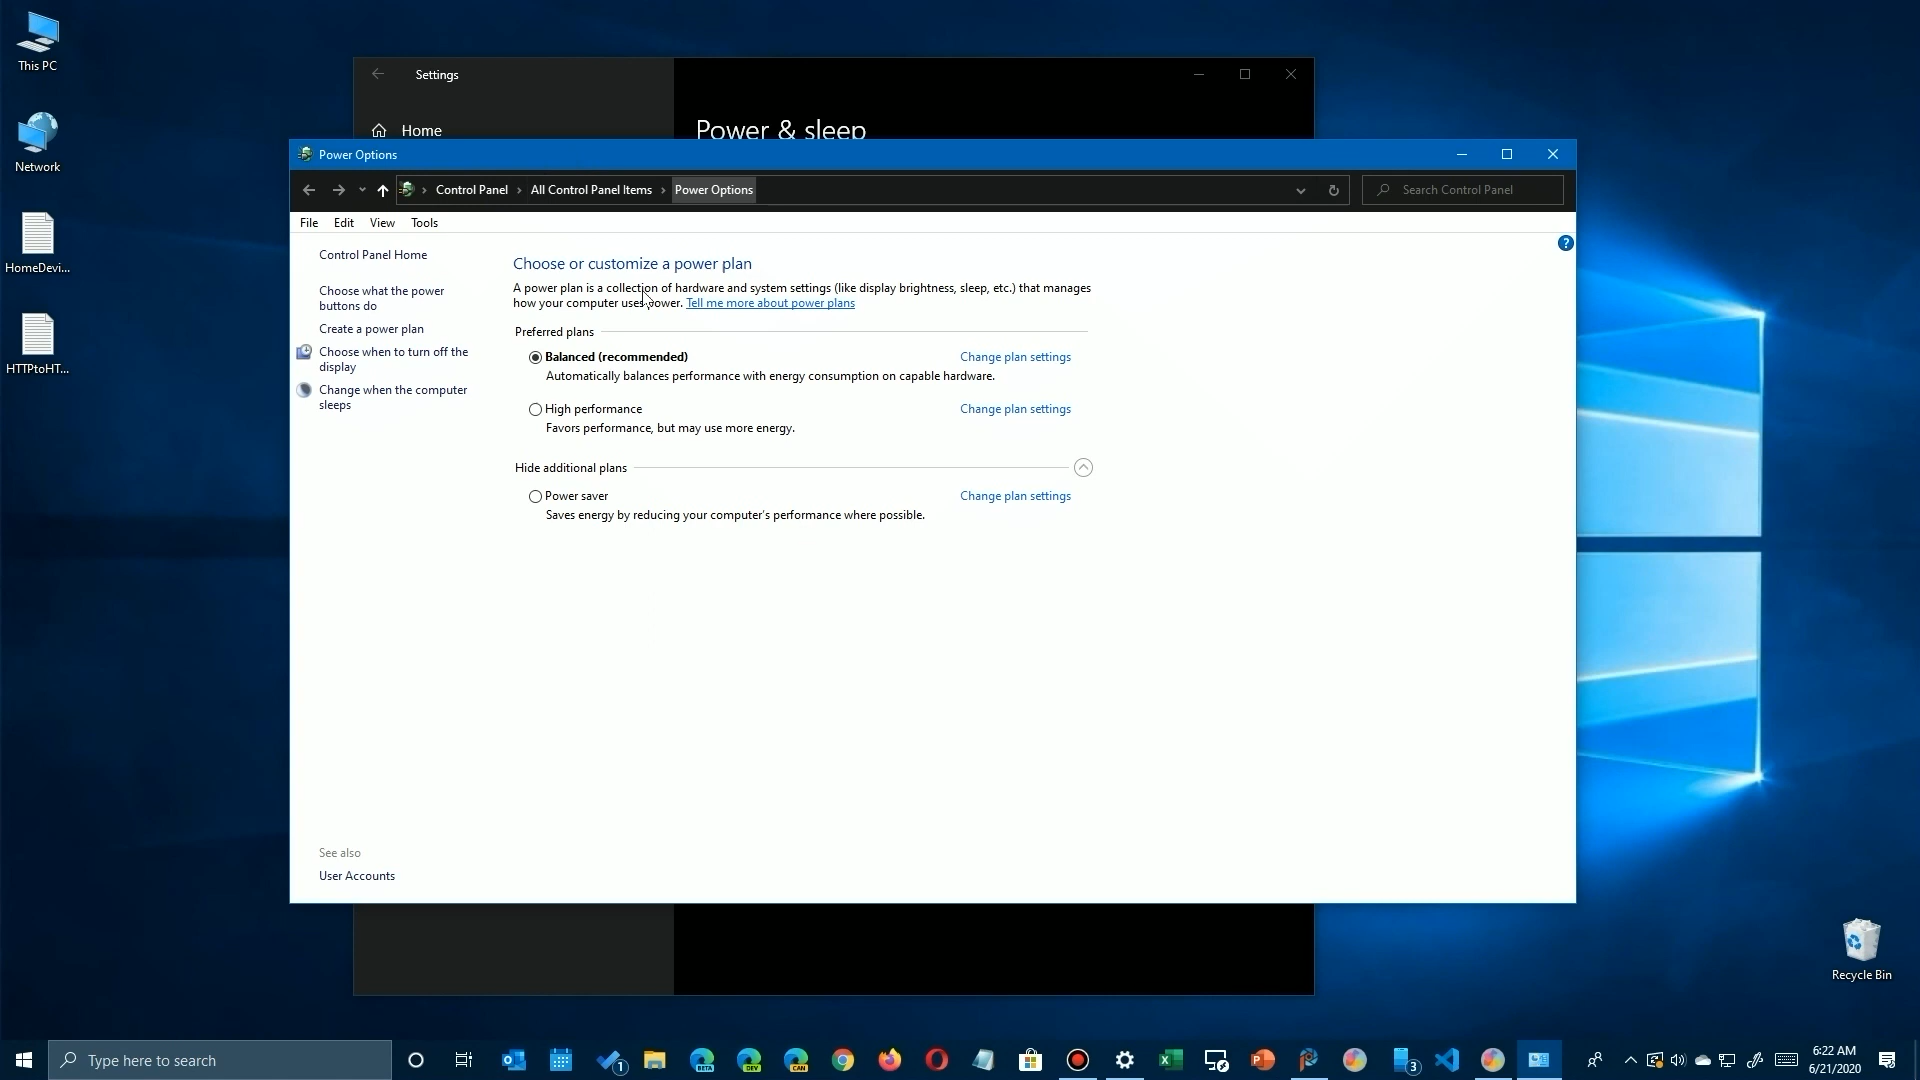 This PC
Network
HomeDevi...
HTTPtoHT...
Settings
Home
Power & sleep
Power Options
Control Panel
All Control Panel Items
Power Options
Search Control Panel
File Edit View Tools
Control Panel Home
Choose what the power
buttons do
Create a power plan
Choose when to turn off the
display
Change when the computer
sleeps
Choose or customize a power plan
A power plan is a collection of hardware and system settings (like display brightness, sleep, etc.) that manages
how your computer uses power. Tell me more about power plans
Preferred plans
Balanced (recommended) Change plan settings
Automatically balances performance with energy consumption on capable hardware.
High performance Change plan settings
Favors performance, but may use more energy.
Hide additional plans
Power saver Change plan settings
Saves energy by reducing your computer's performance where possible.
See also
User Accounts
Recycle Bin
Type here to search
1
BETA
DEV
CAN
3
6:22 AM
6/21/2020